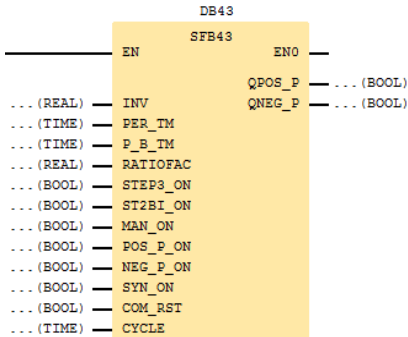 DB43
SFB43
EN ENO
QPOS_P ...(BOOL)
...(REAL) INV QNEG_P ...(BOOL)
...(TIME) PER_TM
...(TIME) P_B_TM
...(REAL) RATIOFAC
...(BOOL) STEP3_ON
...(BOOL) ST2BI_ON
...(BOOL) MAN_ON
...(BOOL) POS_P_ON
...(BOOL) NEG_P_ON
...(BOOL) SYN_ON
...(BOOL) COM_RST
...(TIME) CYCLE